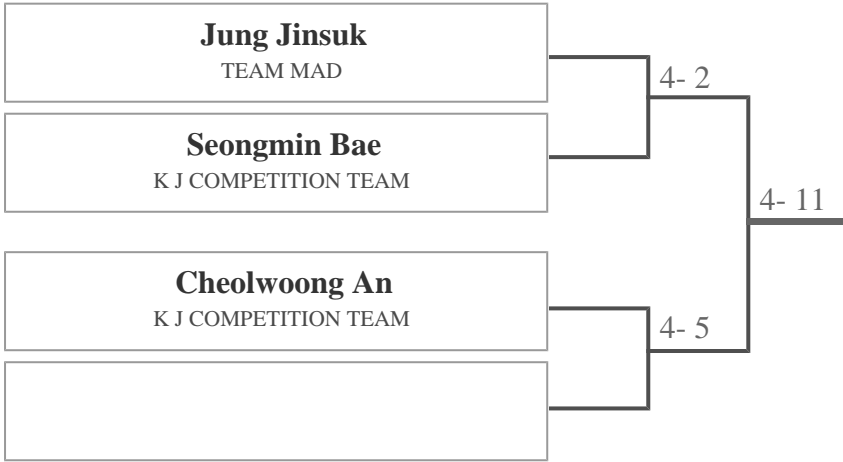 Jung Jinsuk
TEAM MAD
4- 2
Seongmin Bae
K J COMPETITION TEAM
4- 11
Cheolwoong An
K J COMPETITION TEAM
4- 5